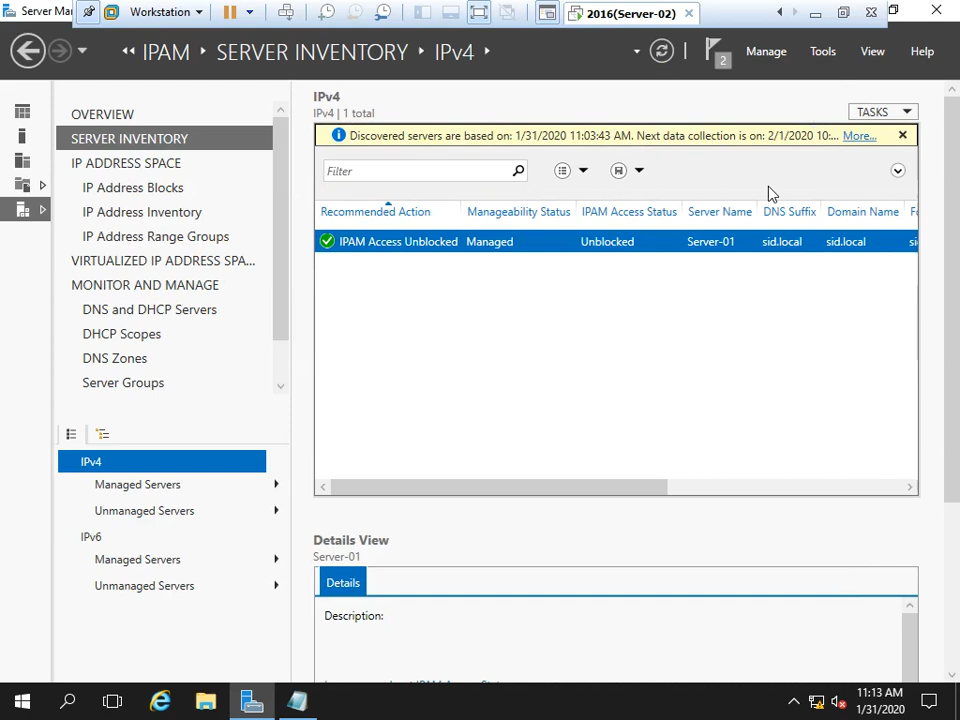 Server Mar
Workstation
2016(Server-02)
IPAM
SERVER INVENTORY
IPv4
2
Manage
Tools
View
Help
OVERVIEW
SERVER INVENTORY
IP ADDRESS SPACE
IP Address Blocks
IP Address Inventory
IP Address Range Groups
VIRTUALIZED IP ADDRESS SPA...
MONITOR AND MANAGE
DNS and DHCP Servers
DHCP Scopes
DNS Zones
Server Groups
IPv4
Managed Servers
Unmanaged Servers
IPv6
Managed Servers
Unmanaged Servers
IPv4
IPv4 | 1 total
TASKS
Discovered servers are based on: 1/31/2020 11:03:43 AM. Next data collection is on: 2/1/2020 10:... More...
Filter
Recommended Action Manageability Status IPAM Access Status Server Name DNS Suffix Domain Name Fo
IPAM Access Unblocked Managed Unblocked Server-01 sid.local sid.local si
Details View
Server-01
Details
Description:
11:13 AM
1/31/2020